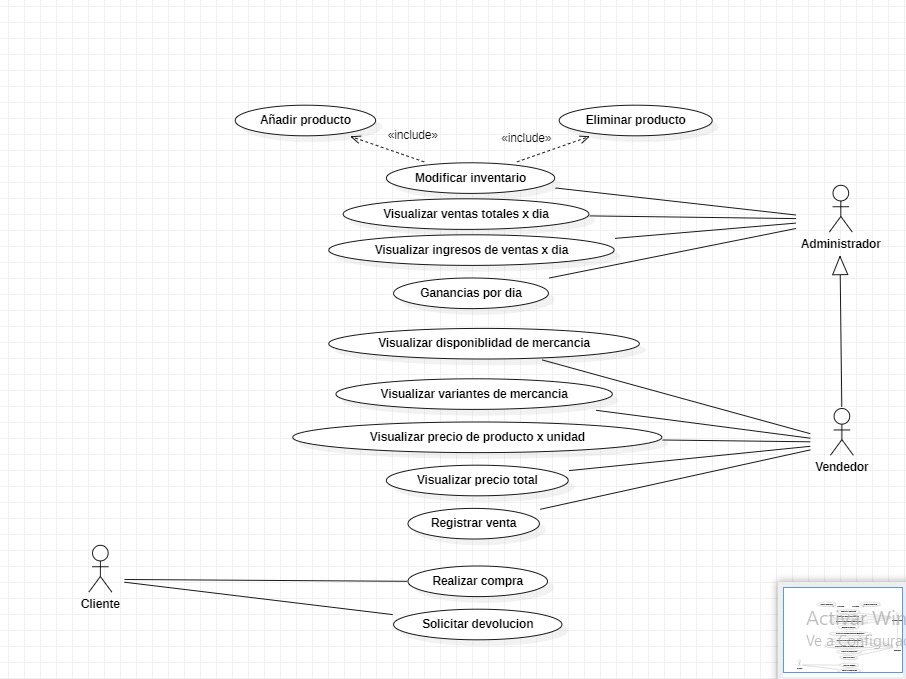 Añadir producto
Eliminar producto
«include»
«include»
Modificar inventario
Visualizar ventas totales x dia
Visualizar ingresos de ventas x dia
Administrador
Ganancias por dia
Visualizar disponiblidad de mercancia
Visualizar variantes de mercancia
Visualizar precio de producto x unidad
Vendedor
Visualizar precio total
Registrar venta
Realizar compra
Cliente
Solicitar devolucion
Activar Win
Ve a Configura